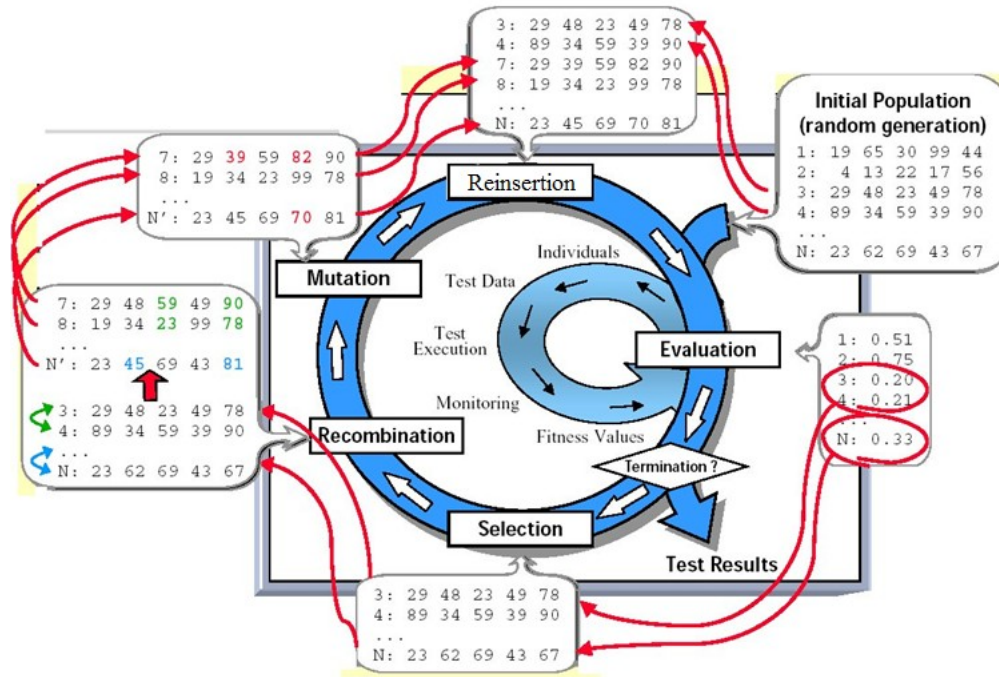 3: 29 48 23 49 78
4: 89 34 59 39 90
7: 29 39 59 82 90
8: 19 34 23 99 78
...
N: 23 45 69 70 81
Initial Population
(random generation)
1: 19 65 30 99 44
2: 4 13 22 17 56
3: 29 48 23 49 78
4: 89 34 59 39 90
...
N: 23 62 69 43 67
7: 29 39 59 82 90
8: 19 34 23 99 78
...
N': 23 45 69 70 81
Reinsertion
Mutation
Individuals
Test Data
Test
Execution
Monitoring
Fitness Values
Evaluation
1: 0.51
2: 0.75
3: 0.20
4: 0.21
...
N: 0.33
7: 29 48 59 49 90
8: 19 34 23 99 78
...
N': 23 45 69 43 81
3: 29 48 23 49 78
4: 89 34 59 39 90
...
N: 23 62 69 43 67
Recombination
Termination ?
Selection
Test Results
3: 29 48 23 49 78
4: 89 34 59 39 90
...
N: 23 62 69 43 67